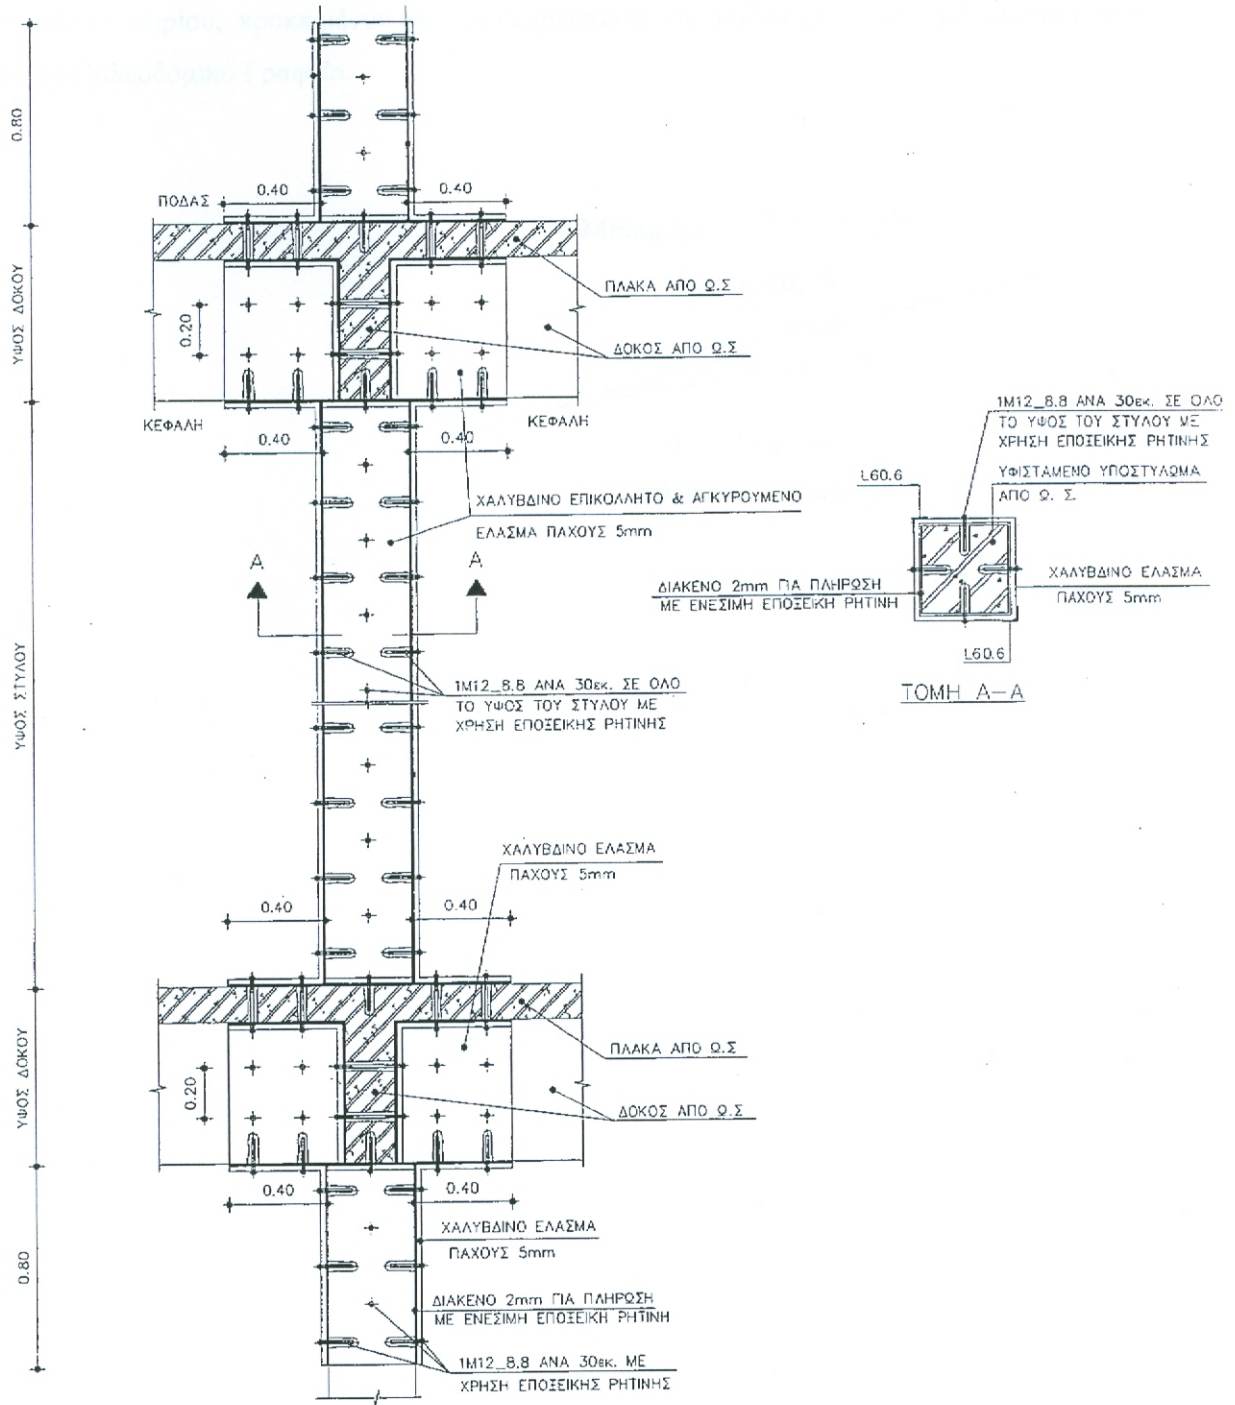 0.80
ΠΟΔΑΣ
0.40
0.40
ΠΛΑΚΑ ΑΠΟ Ω.Σ
ΥΨΟΣ ΔΟΚΟΥ
0.20
ΔΟΚΟΣ ΑΠΟ Ω.Σ
ΚΕΦΑΛΗ
ΚΕΦΑΛΗ
0.40
0.40
ΧΑΛΥΒΔΙΝΟ ΕΠΙΚΟΛΛΗΤΟ & ΑΓΚΥΡΟΥΜΕΝΟ
ΕΛΑΣΜΑ ΠΑΧΟΥΣ 5mm
A
A
1M12_8.8 ΑΝΑ 30εκ. ΣΕ ΟΛΟ
ΤΟ ΥΨΟΣ ΤΟΥ ΣΤΥΛΟΥ ΜΕ
ΧΡΗΣΗ ΕΠΟΞΕΙΚΗΣ ΡΗΤΙΝΗΣ
ΥΨΟΣ ΣΤΥΛΟΥ
1M12_8.8 ΑΝΑ 30εκ. ΣΕ ΟΛΟ
ΤΟ ΥΨΟΣ ΤΟΥ ΣΤΥΛΟΥ ΜΕ
ΧΡΗΣΗ ΕΠΟΞΕΙΚΗΣ ΡΗΤΙΝΗΣ
L60.6
ΥΦΙΣΤΑΜΕΝΟ ΥΠΟΣΤΥΛΩΜΑ
ΑΠΟ Ω. Σ.
ΔΙΑΚΕΝΟ 2mm ΓΙΑ ΠΛΗΡΩΣΗ
ΜΕ ΕΝΕΣΙΜΗ ΕΠΟΞΕΙΚΗ ΡΗΤΙΝΗ
ΧΑΛΥΒΔΙΝΟ ΕΛΑΣΜΑ
ΠΑΧΟΥΣ 5mm
L60.6
ΤΟΜΗ Α-Α
ΧΑΛΥΒΔΙΝΟ ΕΛΑΣΜΑ
ΠΑΧΟΥΣ 5mm
0.40
0.40
ΠΛΑΚΑ ΑΠΟ Ω.Σ
ΥΨΟΣ ΔΟΚΟΥ
0.20
ΔΟΚΟΣ ΑΠΟ Ω.Σ
0.40
0.40
ΧΑΛΥΒΔΙΝΟ ΕΛΑΣΜΑ
ΠΑΧΟΥΣ 5mm
0.80
ΔΙΑΚΕΝΟ 2mm ΓΙΑ ΠΛΗΡΩΣΗ
ΜΕ ΕΝΕΣΙΜΗ ΕΠΟΞΕΙΚΗ ΡΗΤΙΝΗ
1M12_8.8 ΑΝΑ 30εκ. ΜΕ
ΧΡΗΣΗ ΕΠΟΞΕΙΚΗΣ ΡΗΤΙΝΗΣ